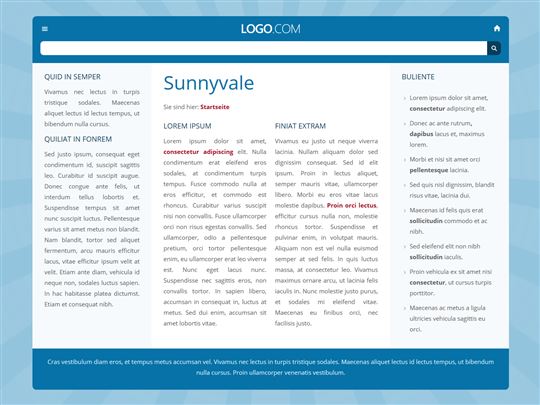 LOGO.COM
QUID IN SEMPER
Vivamus nec lectus in turpis
tristique sodales. Maecenas
aliquet lectus id lectus tempus, ut
bibendum nulla cursus.
QUILIAT IN FONREM
Sed justo ipsum, consequat eget
condimentum id, suscipit sagittis
leo. Curabitur id suscipit augue.
Donec congue ante felis, ut
interdum tellus lobortis et.
Suspendisse tempus sit amet
nunc suscipit luctus. Pellentesque
varius sit amet metus non blandit.
Nam blandit, tortor sed aliquet
fermentum, arcu mauris efficitur
lacus, vitae efficitur ipsum velit at
velit. Etiam ante diam, vehicula id
neque non, sodales luctus sapien.
In hac habitasse platea dictumst.
Etiam et consequat enim.
Sunnyvale
Sie sind hier: Startseite
LOREM IPSUM
Lorem ipsum dolor sit amet,
consectetur adipiscing elit. Nulla
condimentum erat eleifend eros
sodales, in tincidunt turpis
tempus. Fusce commodo nulla at
eros efficitur, et commodo est
rhoncus. Curabitur varius suscipit
nisi non convallis. Fusce ullamcorper
orci non risus egestas convallis. Sed
ullamcorper, odio a pellentesque
pretium, orci tortor pellentesque
enim, eu nulla ullamcorper erat leo viverra
est. Nunc eget lacus nunc.
Suspendisse nec sagittis eros, non
convallis tortor. In sapien libero,
accumsan in consequat in, luctus at
metus. Sed dui enim, accumsan sit
amet lobortis vitae.
FINIAT EXTRAM
Vivamus eu justo ut neque viverra
lacinia. Nullam aliquam dolor sed
dignissim consequat. Sed id elit
ipsum. Proin in lectus aliquet,
semper mauris vitae, ullamcorper
libero. Morbi eu eros vitae lacus
molestie dapibus. Proin orci lectus,
efficitur cursus nulla non, molestie
rhoncus tortor. Suspendisse et
pulvinar enim, in volutpat mauris.
Aliquam non est vel nulla euismod
semper at sed felis. In quis luctus
massa, at consectetur leo. Vivamus
maximus ornare arcu, ut lacinia felis
iaculis in. Nunc molestie justo purus,
et sodales mi eleifend vitae.
Maecenas eu finibus orci, nec
facilisis justo.
BULIENTE
Lorem ipsum dolor sit amet,
consectetur adipiscing elit.
Donec ac ante rutrum,
dapibus lacus et, maximus
lorem.
Morbi et nisi sit amet orci
pellentesque lacinia.
Sed quis nisl dignissim, blandit
risus vitae, lacinia dui.
Maecenas id felis quis erat
sollicitudin commodo et ac
nibh.
Sed eleifend elit non nibh
sollicitudin iaculis.
Proin vehicula ex sit amet nisi
consectetur, ut cursus turpis
porttitor.
Maecenas ac metus a ligula
ultricies vehicula sagittis eu
orci.
Cras vestibulum diam eros, et tempus metus accumsan vel. Vivamus nec lectus in turpis tristique sodales. Maecenas aliquet lectus id lectus tempus, ut bibendum
nulla cursus. Proin ullamcorper venenatis vestibulum.